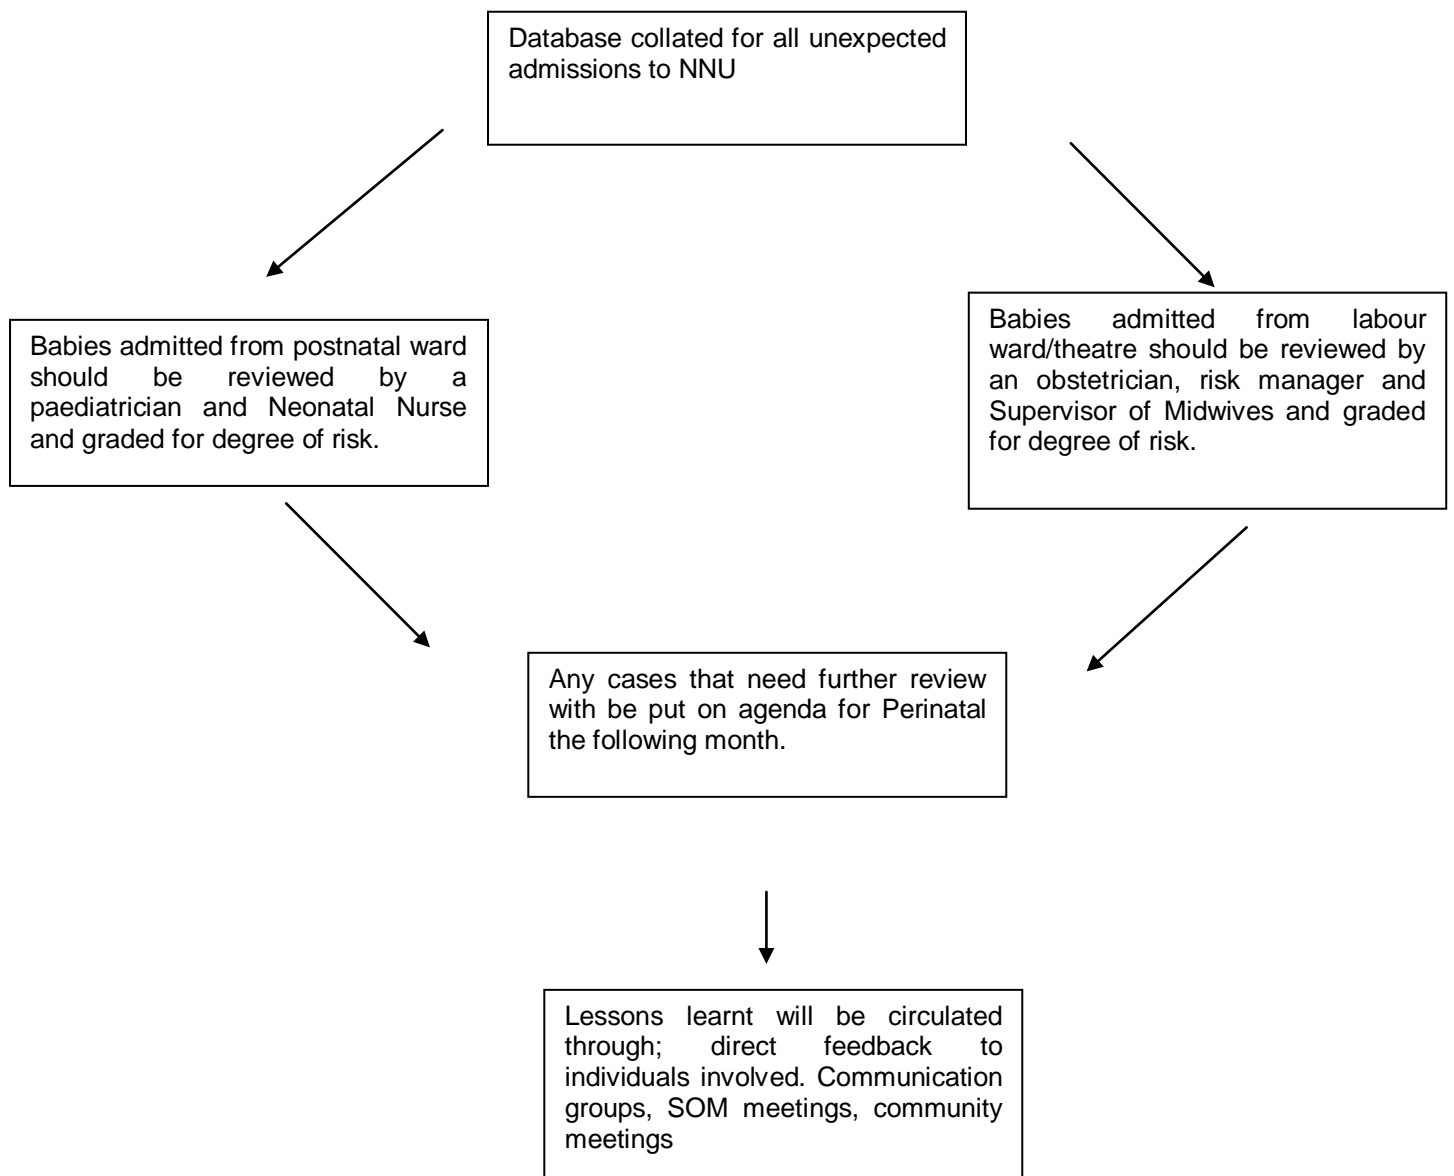 Database collated for all unexpected
admissions to NNU
Babies admitted from postnatal ward
should be reviewed by a
paediatrician and Neonatal Nurse
and graded for degree of risk.
Babies admitted from labour
ward/theatre should be reviewed by
an obstetrician, risk manager and
Supervisor of Midwives and graded
for degree of risk.
Any cases that need further review
with be put on agenda for Perinatal
the following month.
Lessons learnt will be circulated
through; direct feedback to
individuals involved. Communication
groups, SOM meetings, community
meetings